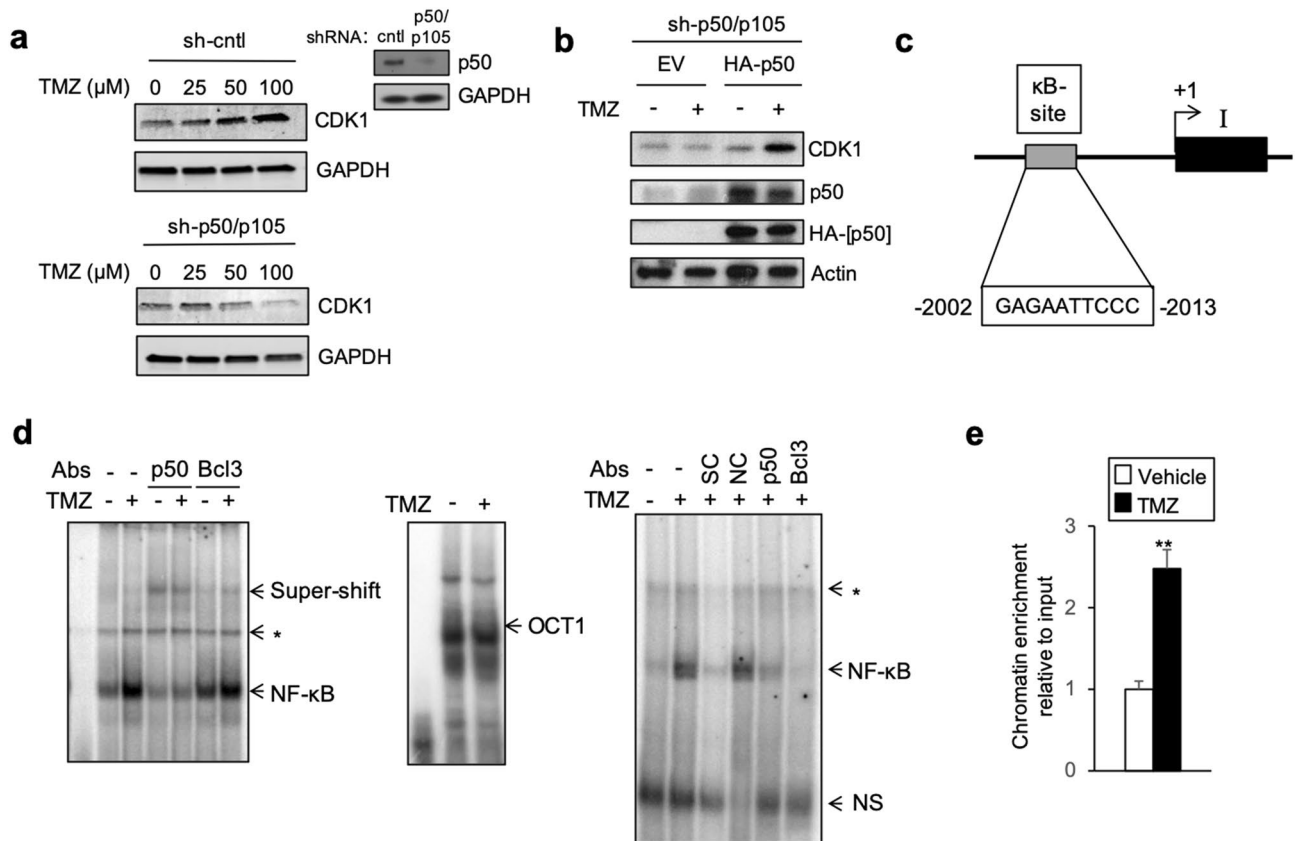 a
sh-cntl
TMZ (µM) 0 25 50 100
CDK1
GAPDH
shRNA: cntl p50/p105
p50
GAPDH
sh-p50/p105
TMZ (µM) 0 25 50 100
CDK1
GAPDH
b
sh-p50/p105
EV HA-p50
TMZ - + - +
CDK1
p50
HA-[p50]
Actin
c
κB-
site
+1
I
-2002 GAGAATTCCC -2013
d
Abs - - p50 Bcl3
TMZ - + - + - +
Super-shift
*
NF-κB
TMZ - +
OCT1
Abs - - SC NC p50 Bcl3
TMZ - + + + + +
*
NF-κB
NS
e
Vehicle
TMZ
Chromatin enrichment
relative to input
3
2
1
0
**